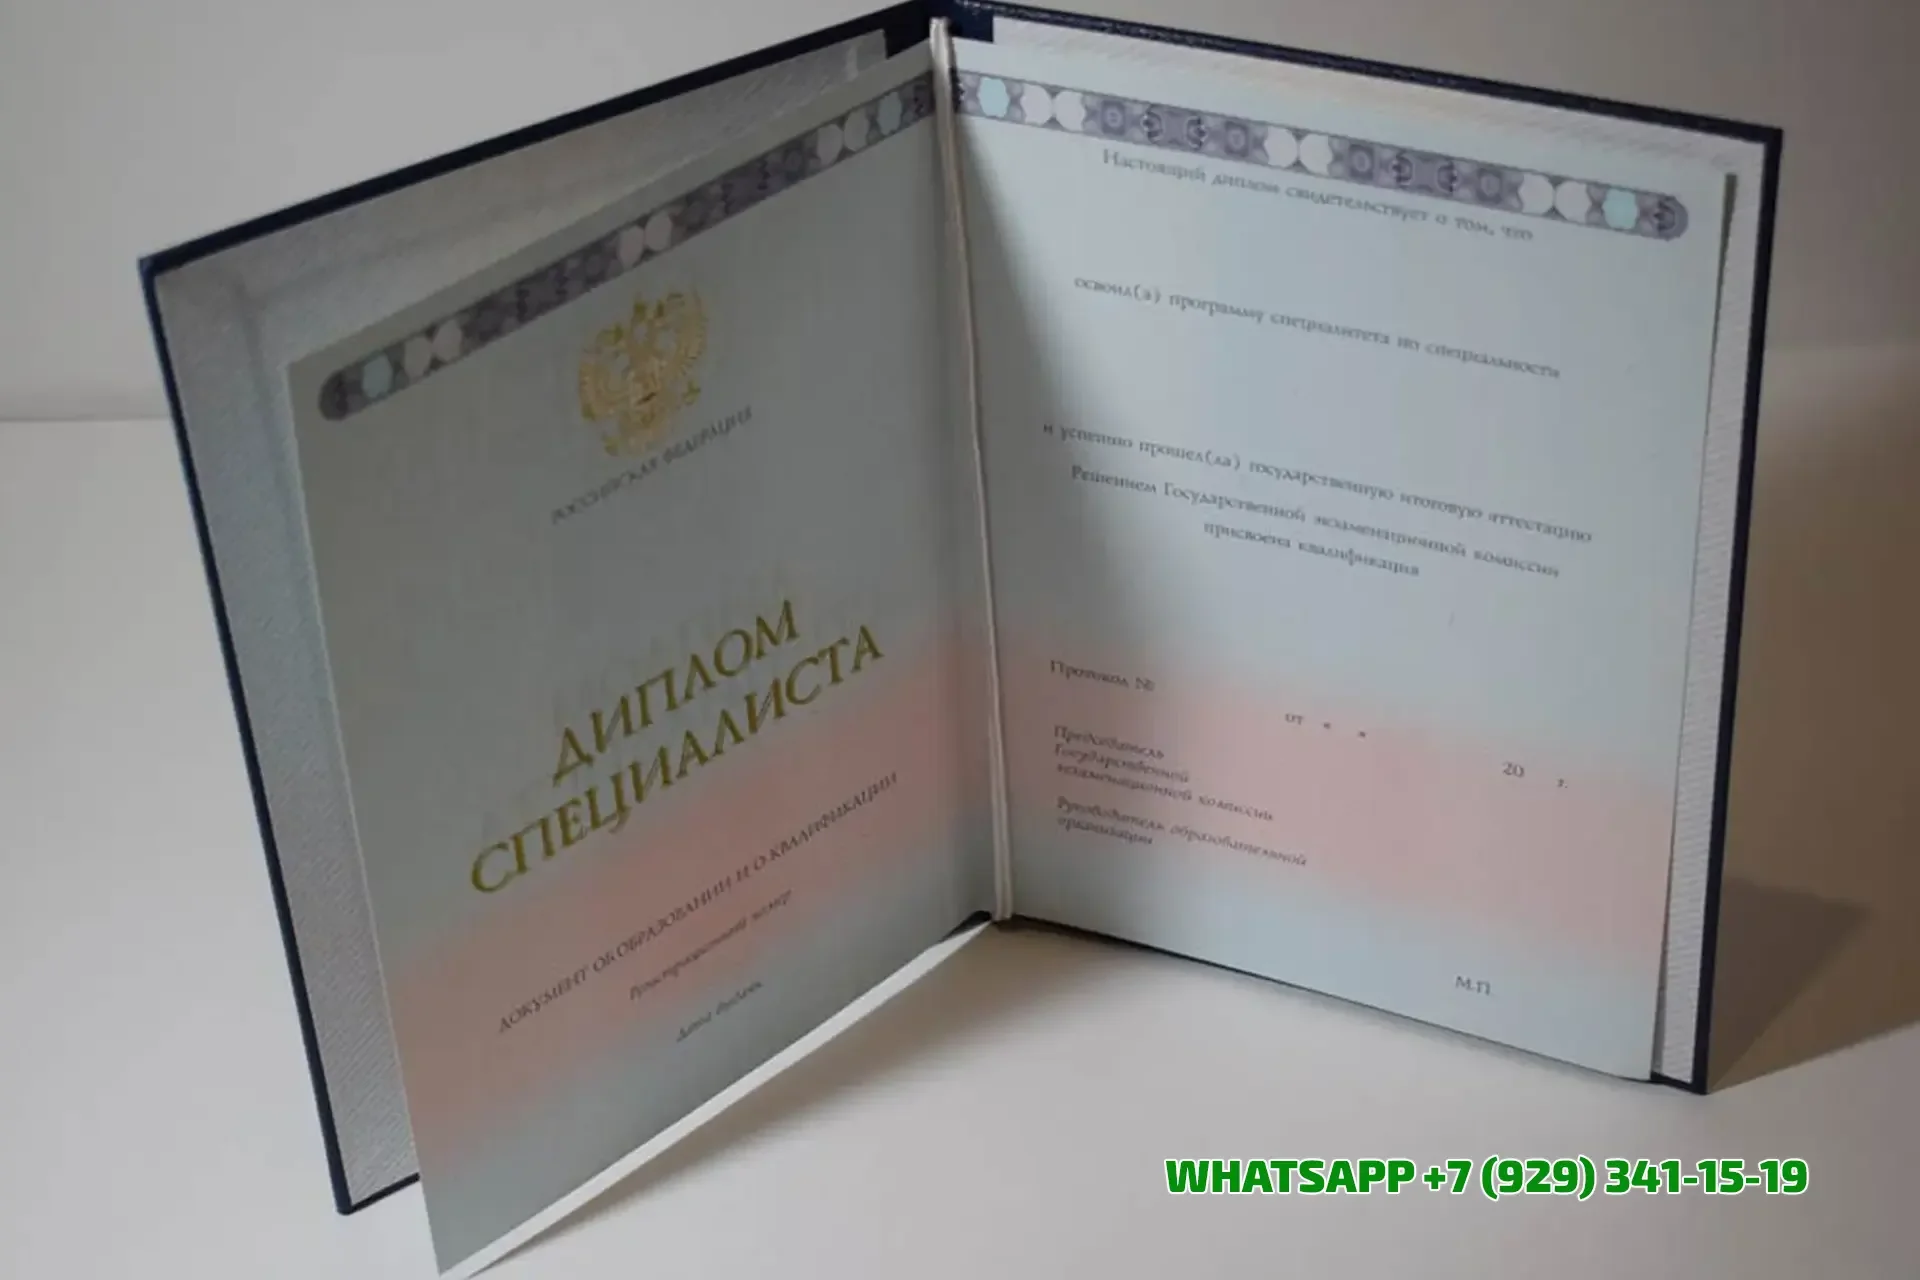 РОССИЙСКАЯ ФЕДЕРАЦИЯ
ДИПЛОМ
СПЕЦИАЛИСТА
ДОКУМЕНТ ОБ ОБРАЗОВАНИИ И О КВАЛИФИКАЦИИ
Регистрационный номер
Дата выдачи
Настоящий диплом свидетельствует о том, что
освоил(а) программу специалитета по специальности
и успешно прошел(ла) государственную итоговую аттестацию
Решением Государственной экзаменационной комиссии
присвоена квалификация
Протокол №
от « »
20 г.
Председатель
Государственной
экзаменационной комиссии
Руководитель образовательной
организации
М.П.
WHATSAPP +7 (929) 341-15-19